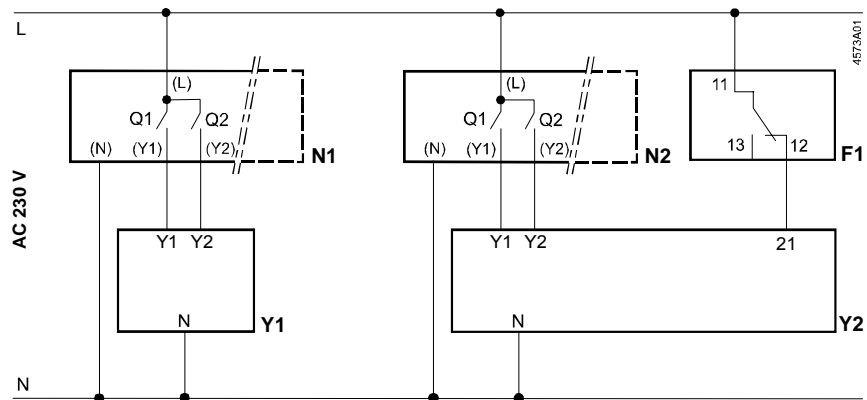 L
4573A01
(L)
(L)
11
Q1
Q2
Q1
Q2
(N)
(Y1)
(Y2)
N1
(N)
(Y1)
(Y2)
N2
13
12
F1
AC 230 V
Y1
Y2
Y1
Y2
21
N
Y1
N
Y2
N